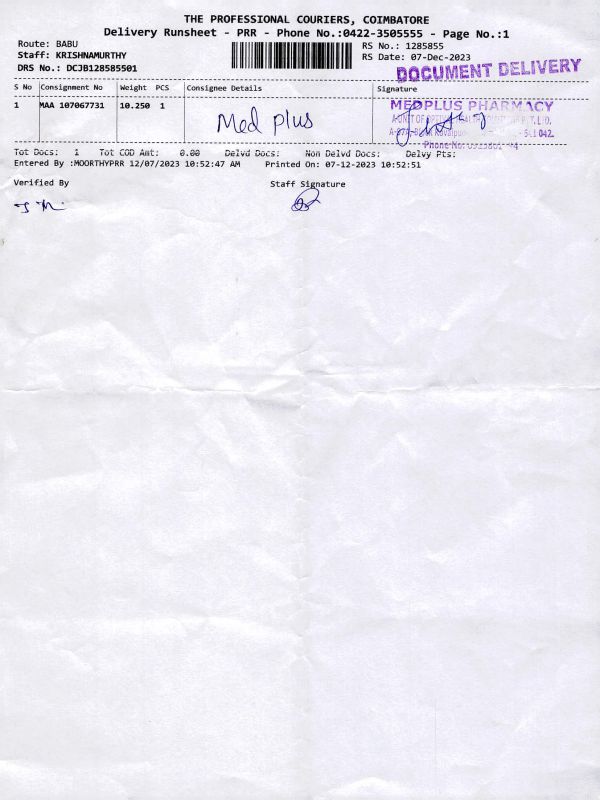 THE PROFESSIONAL COURIERS, COIMBATORE
Delivery Runsheet - PRR - Phone No.:0422-3505555 - Page No.:1
Route: BABU
Staff: KRISHNAMURTHY
DRS No.: DCJB128585501
RS No.: 1285855
RS Date: 07-Dec-2023
DOCUMENT DELIVERY
S No Consignment No Weight PCS Consignee Details Signature
1 MAA 107067731 10.250 1 Med plus
MEDPLUS PHARMACY
A UNIT OF
Phone No:
Tot Docs: 1 Tot COD Amt: 0.00 Delvd Docs: Non Delvd Docs: Delvy Pts:
Entered By :MOORTHYPRR 12/07/2023 10:52:47 AM Printed On: 07-12-2023 10:52:51
Verified By Staff Signature